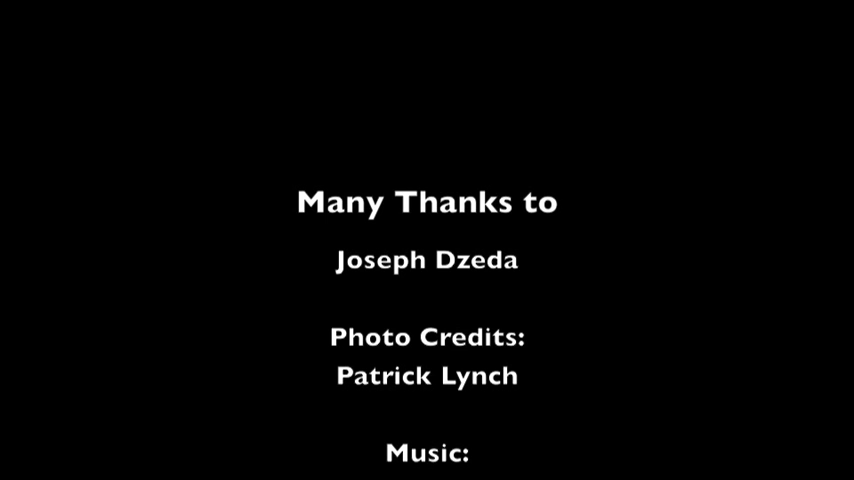 Many Thanks to
Joseph Dzeda
Photo Credits:
Patrick Lynch
Music: